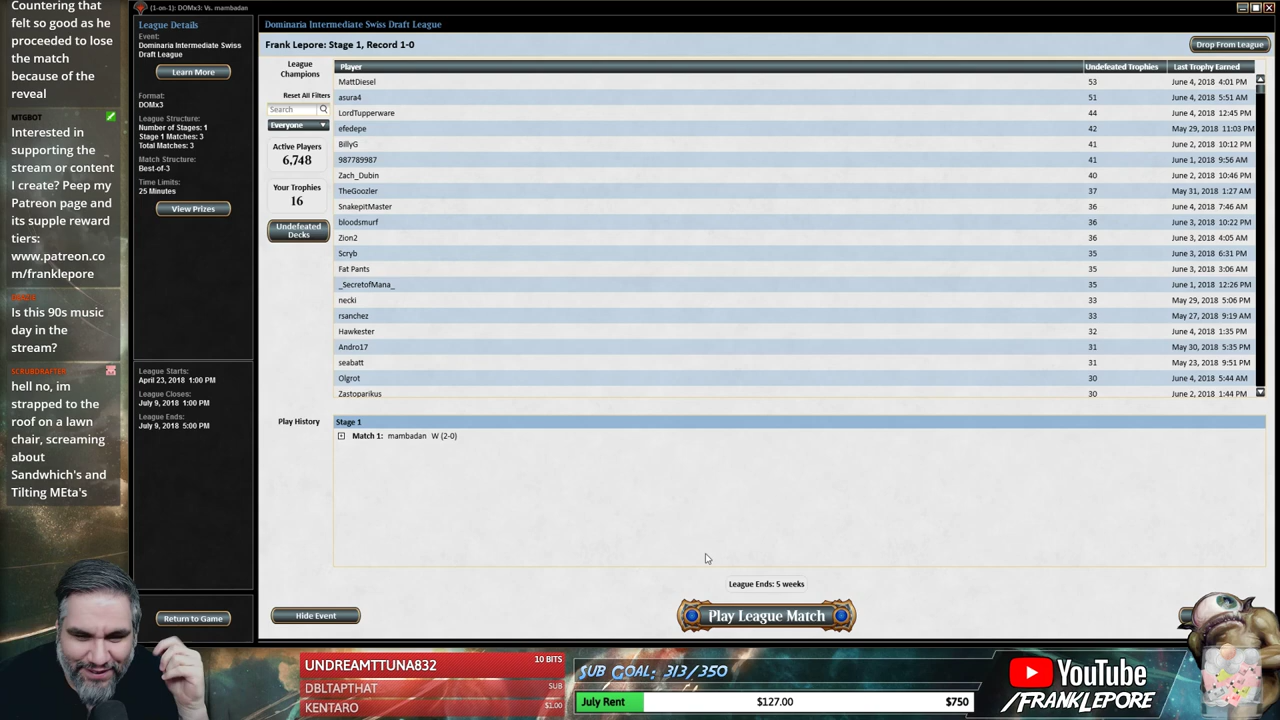 (1-on-1): DOMx3: Vs. mambadan
Countering that
felt so good as he
proceeded to lose
the match
because of the
reveal
MTGBOT
Interested in
supporting the
stream or content
I create? Peep my
Patreon page and
its supple reward
tiers:
www.patreon.co
m/franklepore
Is this 90s music
day in the
stream?
SCRUBDRAFTER
hell no, im
strapped to the
roof on a lawn
chair, screaming
about
Sandwhich's and
Tilting MEta's
League Details
Event:
Dominaria Intermediate Swiss
Draft League
Learn More
Format:
DOMx3
League Structure:
Number of Stages: 1
Stage 1 Matches: 3
Total Matches: 3
Match Structure:
Best-of-3
Time Limits:
25 Minutes
View Prizes
League Starts:
April 23, 2018 1:00 PM
League Closes:
July 9, 2018 1:00 PM
League Ends:
July 9, 2018 5:00 PM
Return to Game
Dominaria Intermediate Swiss Draft League
Frank Lepore: Stage 1, Record 1-0
Drop From League
League
Champions
Reset All Filters
Search
Everyone
Active Players
6,748
Your Trophies
16
Undefeated
Decks
Player Undefeated Trophies Last Trophy Earned
MattDiesel 53 June 4, 2018 4:01 PM
asura4 51 June 4, 2018 5:51 AM
LordTupperware 44 June 4, 2018 12:45 PM
efedepe 42 May 29, 2018 11:03 PM
BillyG 41 June 2, 2018 10:12 PM
987789987 41 June 1, 2018 9:56 AM
Zach_Dubin 40 June 2, 2018 10:46 PM
TheGoozler 37 May 31, 2018 1:27 AM
SnakepitMaster 36 June 4, 2018 7:46 AM
bloodsmurf 36 June 3, 2018 10:22 PM
Zion2 36 June 3, 2018 4:05 AM
Scryb 35 June 3, 2018 6:31 PM
Fat Pants 35 June 3, 2018 3:06 AM
_SecretofMana_ 35 June 1, 2018 12:26 PM
necki 33 May 29, 2018 5:06 PM
rsanchez 33 May 27, 2018 9:19 AM
Hawkester 32 June 4, 2018 1:35 PM
Andro17 31 May 30, 2018 5:35 PM
seabatt 31 May 23, 2018 9:51 PM
Olgrot 30 June 4, 2018 5:44 AM
Zastoparikus 30 June 2, 2018 1:44 PM
Play History
Stage 1
Match 1: mambadan W (2-0)
League Ends: 5 weeks
Hide Event
Play League Match
UNDREAMTTUNA832 10 BITS
DBLTAPTHAT SUB
KENTARO $1.00
SUB GOAL: 313/350
July Rent $127.00 $750
YouTube
/FRANKLEPORE